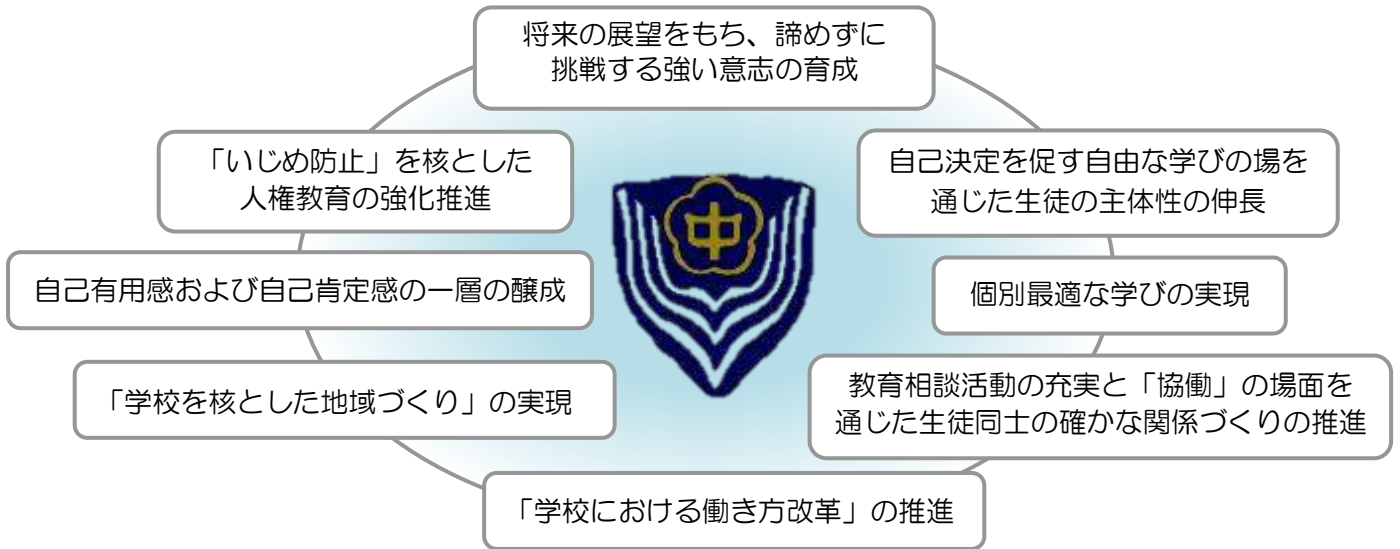 将来の展望をもち、諦めずに
挑戦する強い意志の育成
「いじめ防止」を核とした
人権教育の強化推進
自己決定を促す自由な学びの場を
通じた生徒の主体性の伸長
自己有用感および自己肯定感の一層の醸成
個別最適な学びの実現
中
「学校を核とした地域づくり」の実現
教育相談活動の充実と「協働」の場面を
通じた生徒同士の確かな関係づくりの推進
「学校における働き方改革」の推進